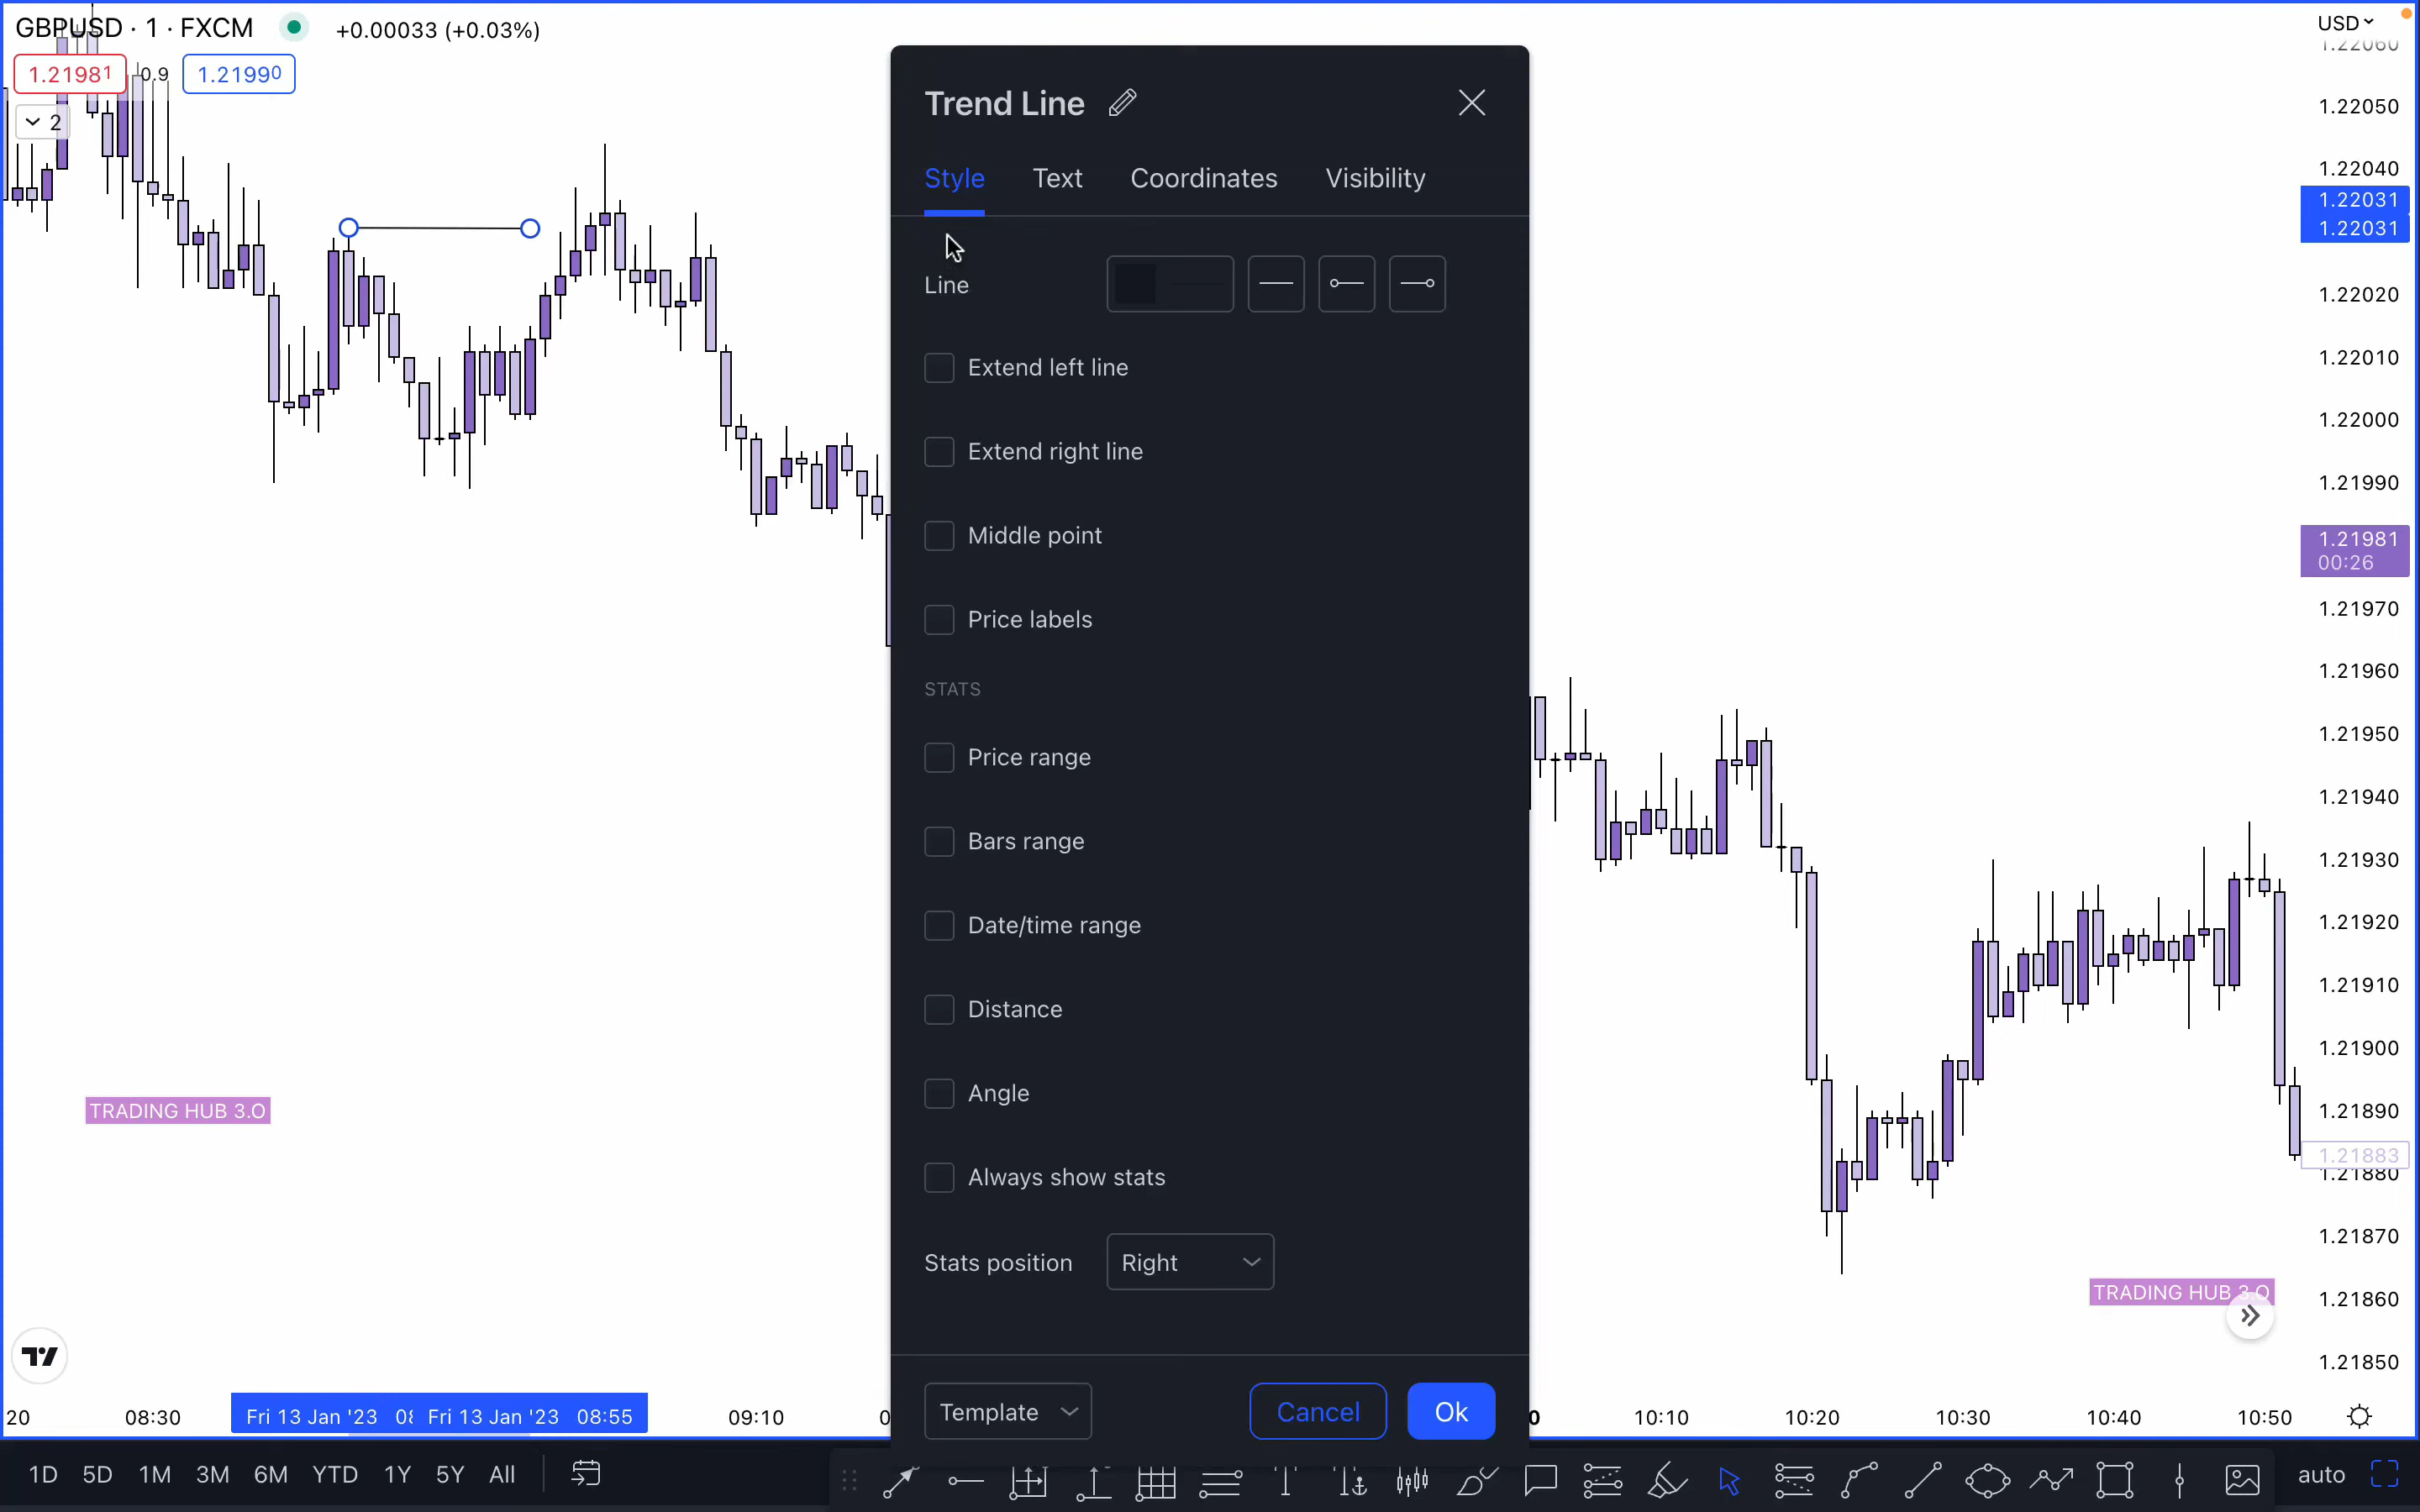 GBPUSD · 1 · FXCM
+0.00033 (+0.03%)
USD
1.21981
0.9
1.21990
2
1.22060
1.22050
1.22040
1.22031
1.22031
1.22020
1.22010
1.22000
1.21990
1.21981
00:26
1.21970
1.21960
1.21950
1.21940
1.21930
1.21920
1.21910
1.21900
1.21890
1.21883
1.21880
1.21870
1.21860
1.21850
Trend Line
Style Text Coordinates Visibility
Line
Extend left line
Extend right line
Middle point
Price labels
STATS
Price range
Bars range
Date/time range
Distance
Angle
Always show stats
Stats position Right
Template Cancel Ok
TRADING HUB 3.O
TRADING HUB 3.O
20 08:30 Fri 13 Jan '23 Fri 13 Jan '23 08:55 09:10 10:10 10:20 10:30 10:40 10:50
1D 5D 1M 3M 6M YTD 1Y 5Y All
auto